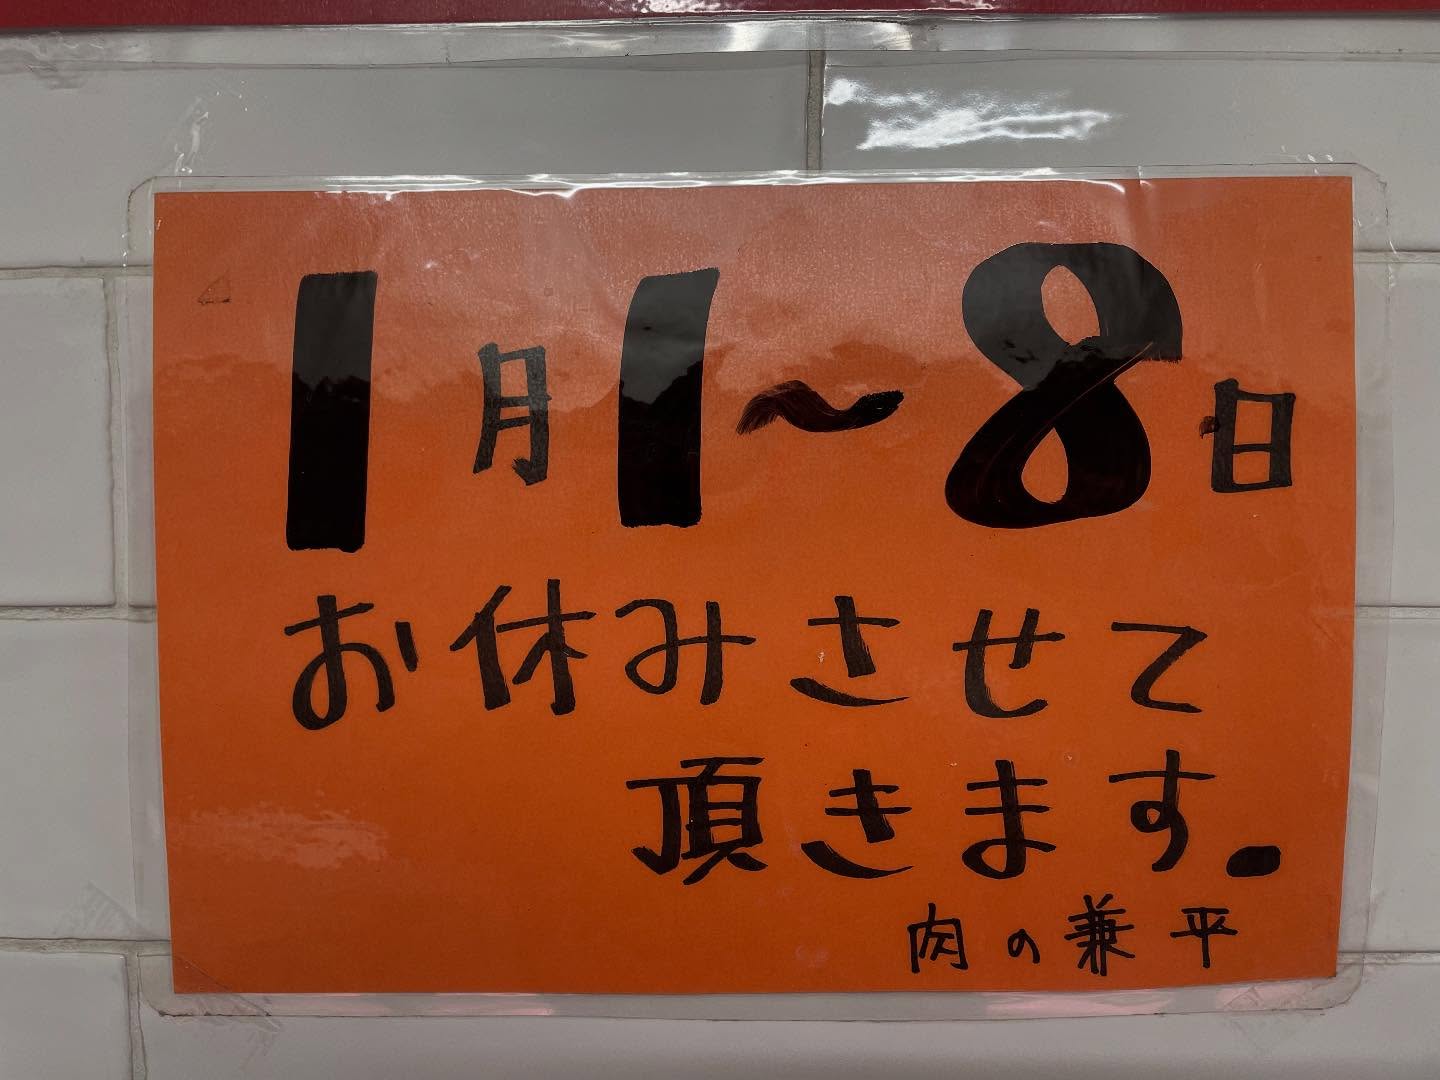 1月1~8日
お休みさせて
頂きます.
肉の兼平